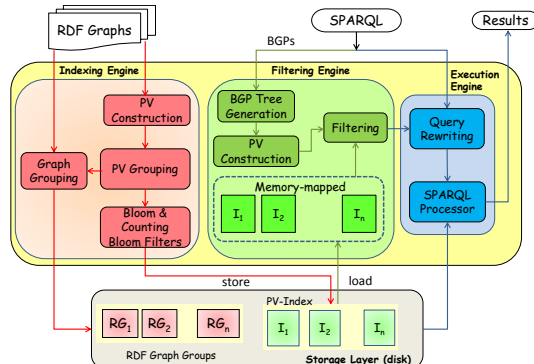 RDF Graphs
SPARQL
Results
BGPs
Indexing Engine
Filtering Engine
Execution
Engine
PV
Construction
BGP Tree
Generation
Filtering
Query
Rewriting
Graph
Grouping
PV Grouping
PV
Construction
Memory-mapped
SPARQL
Processor
Bloom & Counting
Bloom Filters
I1 I2 In
store
load
PV-Index
RG1 RG2 RGn
I1 I2 In
RDF Graph Groups
Storage Layer (disk)